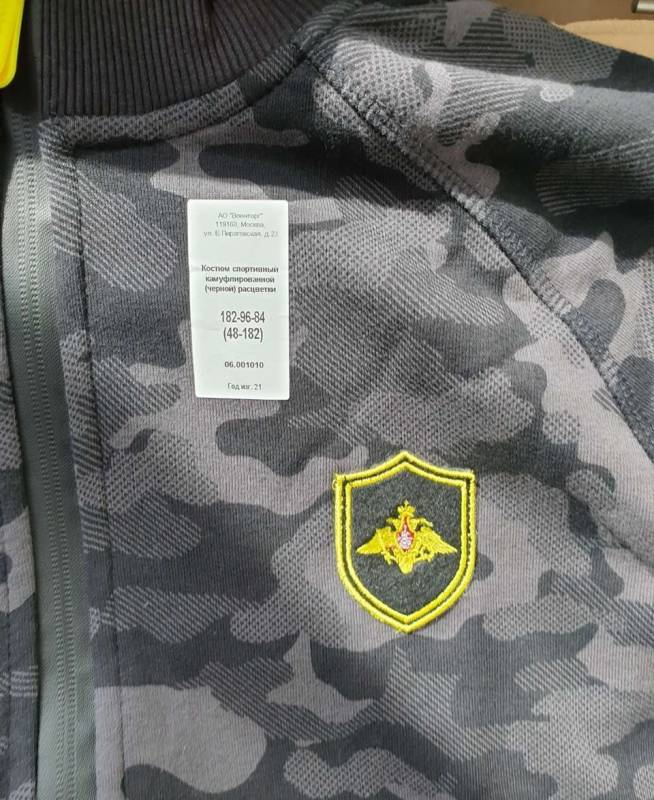 АО "Военторг"
119160, Москва,
ул. Б.Пироговская, д.23
Костюм спортивный
камуфлированной
(черной) расцветки
182-96-84
(48-182)
06.001010
Год изг. 21